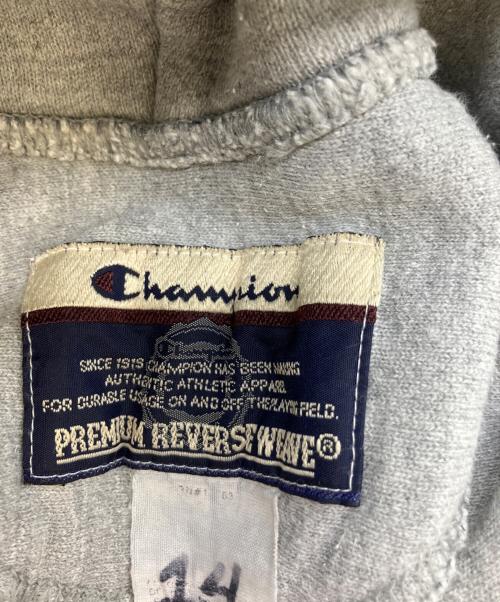 Champion
SINCE 1919 CHAMPION HAS BEEN MAKING
AUTHENTIC ATHLETIC APPAREL
FOR DURABLE USAGE ON AND OFF THE PLAYING FIELD.
PREMIUM REVERSE WEAVE®
14